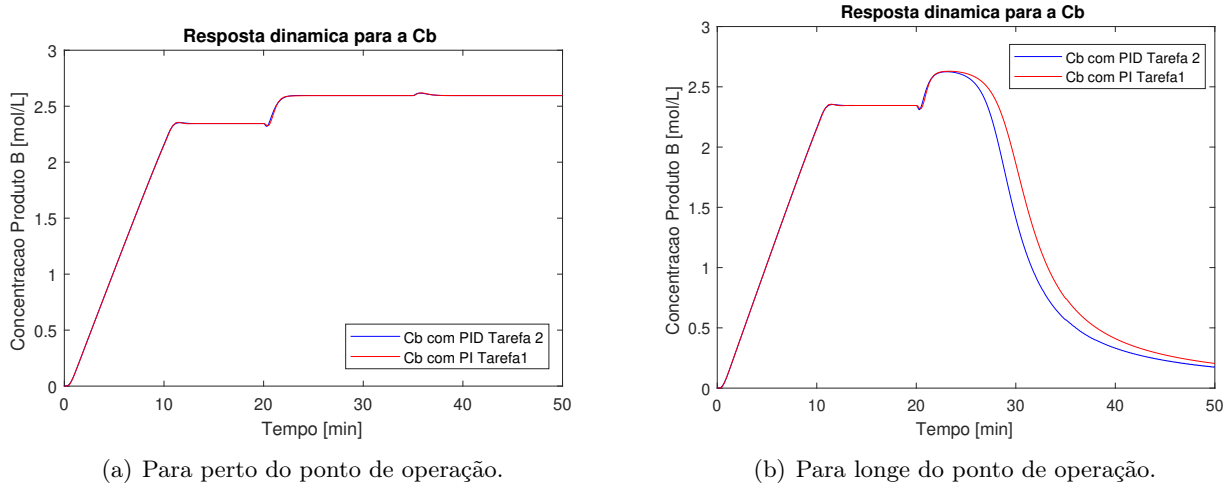 Resposta dinamica para a Cb
Concentracao Produto B [mol/L]
3
2.5
2
1.5
1
0.5
0
Cb com PID Tarefa 2
Cb com PI Tarefa1
0 10 20 30 40 50
Tempo [min]
(a) Para perto do ponto de operação.
Resposta dinamica para a Cb
Concentracao Produto B [mol/L]
3
2.5
2
1.5
1
0.5
0
Cb com PID Tarefa 2
Cb com PI Tarefa1
0 10 20 30 40 50
Tempo [min]
(b) Para longe do ponto de operação.